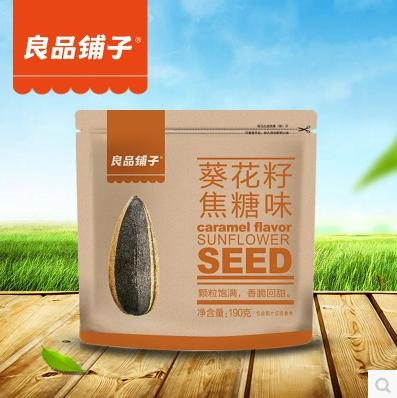 良品铺子®
良品铺子®
葵花籽
焦糖味
caramel flavor
SUNFLOWER
SEED
颗粒饱满，香脆回甜。
净含量：190克